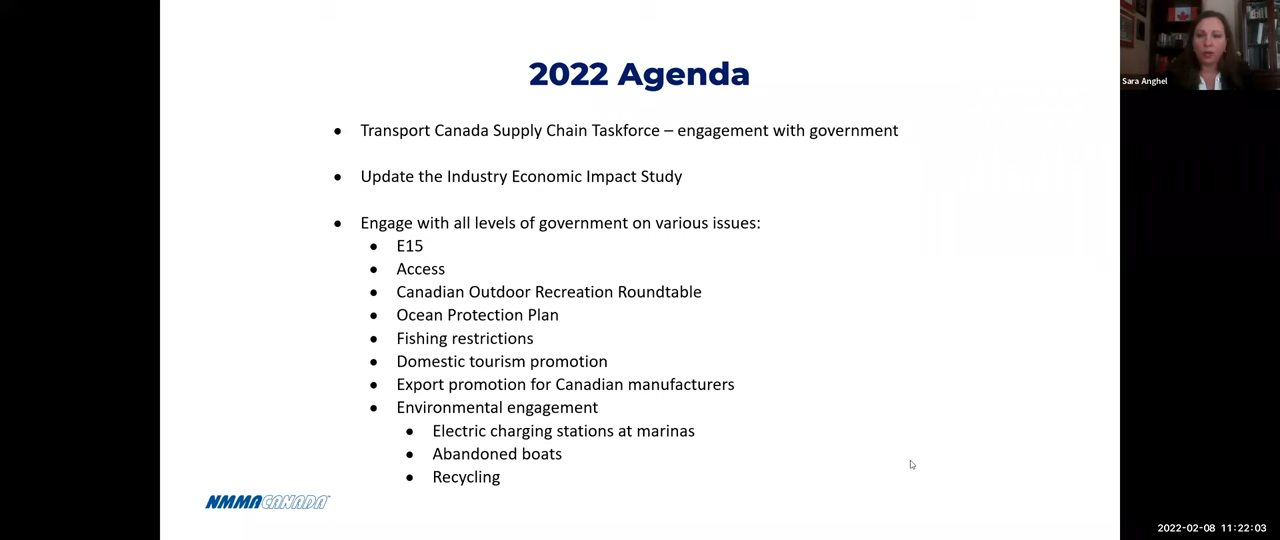 2022 Agenda
Sara Anghel
• Transport Canada Supply Chain Taskforce – engagement with government
• Update the Industry Economic Impact Study
• Engage with all levels of government on various issues:
• E15
• Access
• Canadian Outdoor Recreation Roundtable
• Ocean Protection Plan
• Fishing restrictions
• Domestic tourism promotion
• Export promotion for Canadian manufacturers
• Environmental engagement
• Electric charging stations at marinas
• Abandoned boats
• Recycling
NMMA CANADA
2022-02-08 11:22:03